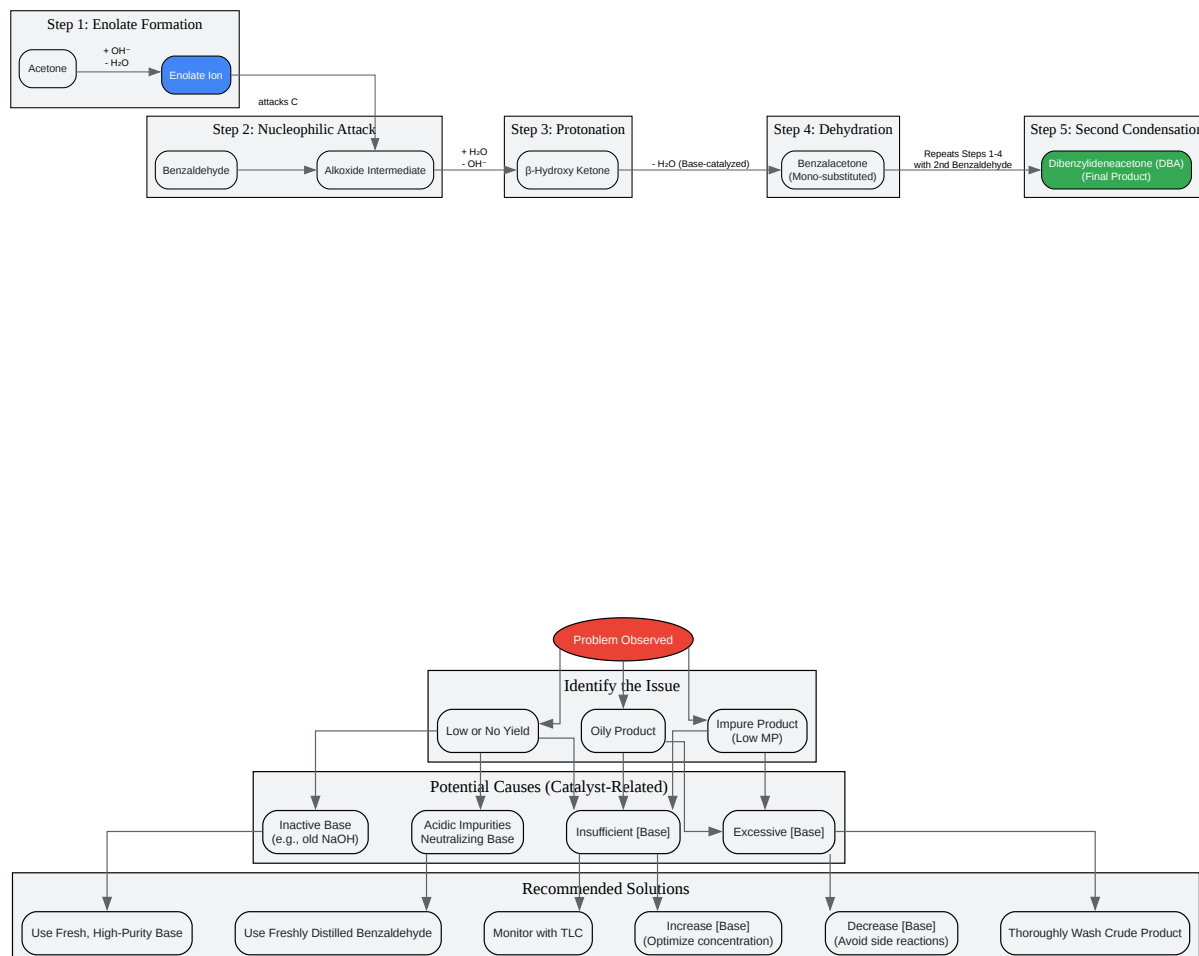 Step 1: Enolate Formation
Acetone
+ OH⁻
- H₂O
Enolate Ion
attacks C
Step 2: Nucleophilic Attack
Benzaldehyde
Alkoxide Intermediate
+ H₂O
- OH⁻
Step 3: Protonation
β-Hydroxy Ketone
- H₂O (Base-catalyzed)
Step 4: Dehydration
Benzalacetone
(Mono-substituted)
Repeats Steps 1-4
with 2nd Benzaldehyde
Step 5: Second Condensation
Dibenzylideneacetone (DBA)
(Final Product)
Problem Observed
Identify the Issue
Low or No Yield
Oily Product
Impure Product
(Low MP)
Potential Causes (Catalyst-Related)
Inactive Base
(e.g., old NaOH)
Acidic Impurities
Neutralizing Base
Insufficient [Base]
Excessive [Base]
Recommended Solutions
Use Fresh, High-Purity Base
Use Freshly Distilled Benzaldehyde
Monitor with TLC
Increase [Base]
(Optimize concentration)
Decrease [Base]
(Avoid side reactions)
Thoroughly Wash Crude Product